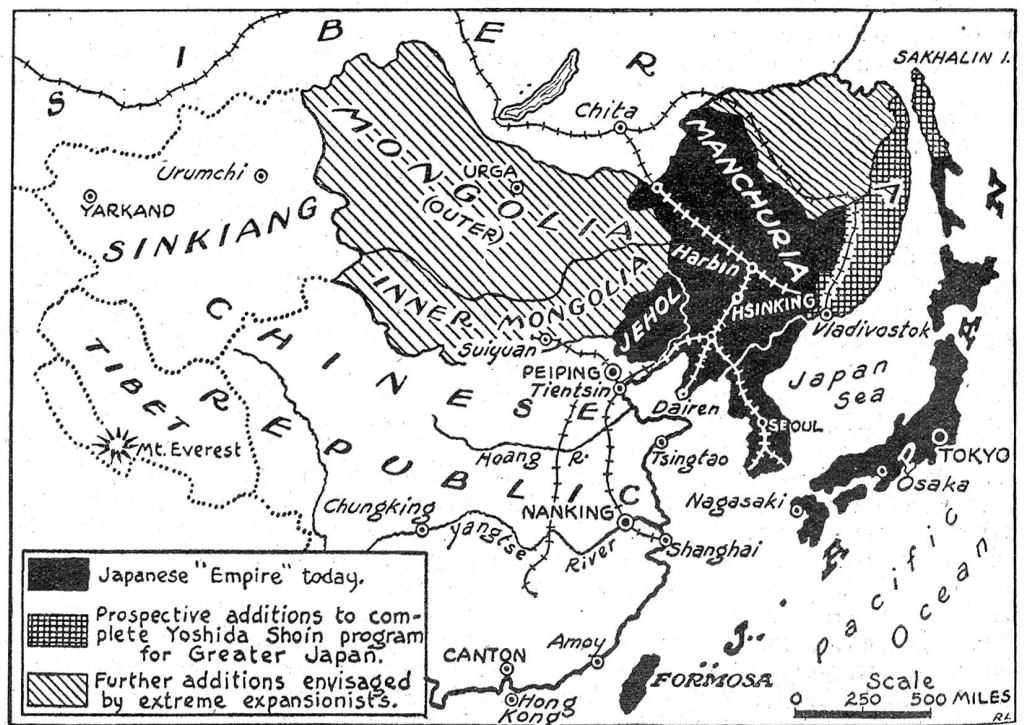 SIBERIA
SAKHALIN I.
Chita
MANCHURIA
M-O-N-G-O-L-I-A
URGA
(OUTER)
Urumchi
YARKAND
SINKIANG
Harbin
INNER MONGOLIA
JEHOL
HSINKING
Vladivostok
Suiyuan
CHINESE
REPUBLIC
TIBET
PEIPING
Tientsin
Dairen
Japan
Sea
SEOUL
Mt. Everest
Hoang R.
Tsingtao
TOKYO
Osaka
Nagasaki
Chungking
NANKING
Yangtse River
Shanghai
J.. A P A N
Pacific
Ocean
Amoy
CANTON
Hong
Kong
FORMOSA
Japanese "Empire" today.
Prospective additions to com-
plete Yoshida Shoin program
for Greater Japan.
Further additions envisaged
by extreme expansionists.
Scale
0 250 500 MILES
RL